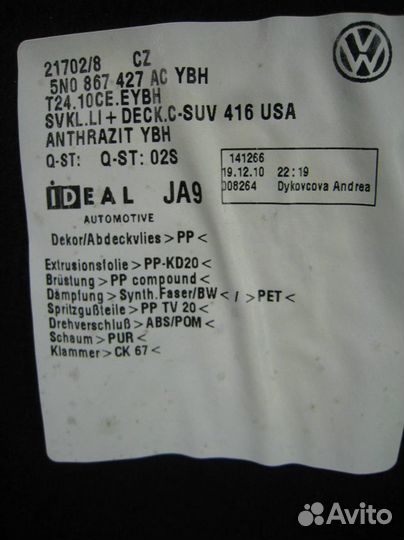 21702/8 CZ
5N0 867 427 AC YBH
T24.10CE.EYBH
SVKL.LI+DECK.C-SUV 416 USA
ANTHRAZIT YBH
Q-ST: Q-ST: 02S
141266
19.12.10 22:19
008264 Dykovcova Andrea
IDEAL JA9
AUTOMOTIVE
Dekor/Abdeckvlies>PP<
Extrusionsfolie>PP-KD20<
Brüstung>PP compound<
Dämpfung>Synth.Faser/BW< / >PET<
Spritzgußteile>PP TV 20<
Drehverschluß>ABS/POM<
Schaum>PUR<
Klammer>CK 67<
VW
Avito